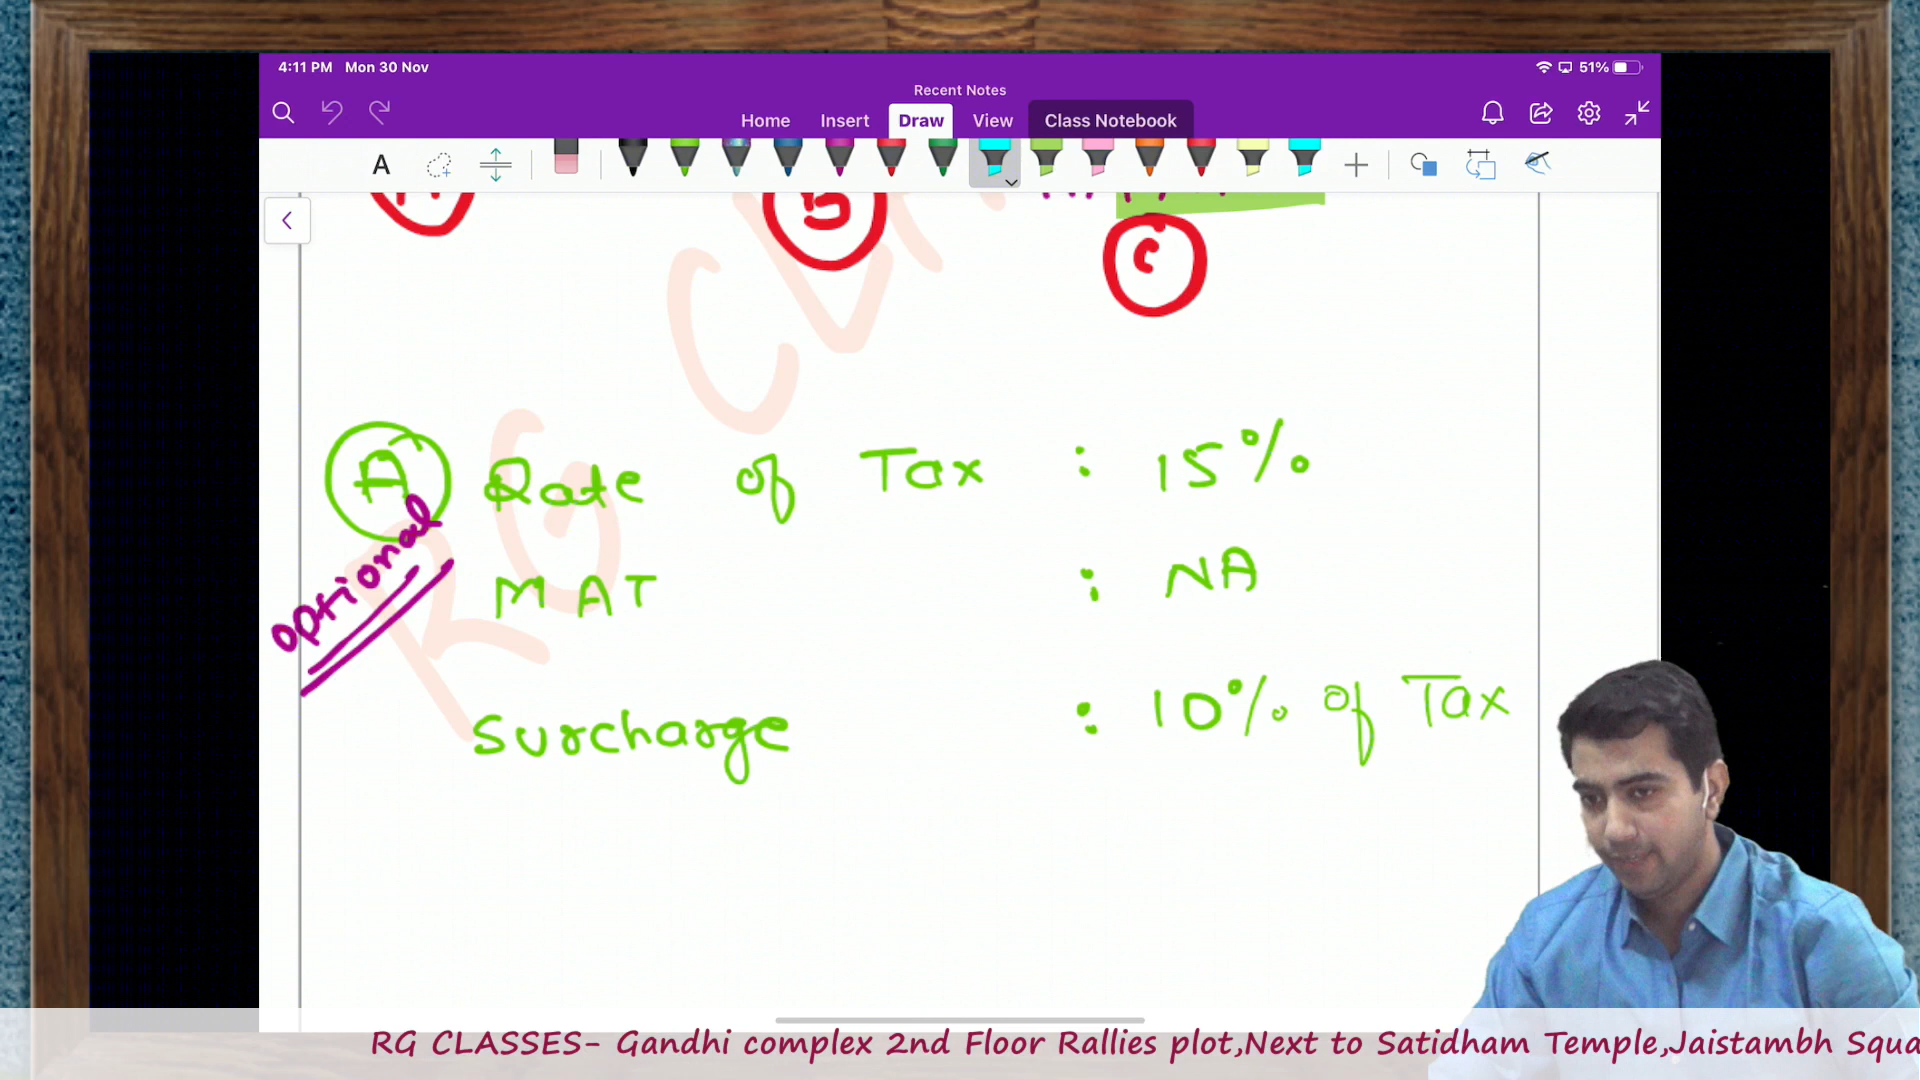 4:11 PM Mon 30 Nov
51%
Recent Notes
Home Insert Draw View Class Notebook
A
B
C
A Rate of Tax : 15%
optional
MAT : NA
Surcharge : 10% of Tax
RG
RG CLASSES- Gandhi complex 2nd Floor Rallies plot,Next to Satidham Temple,Jaistambh Squa